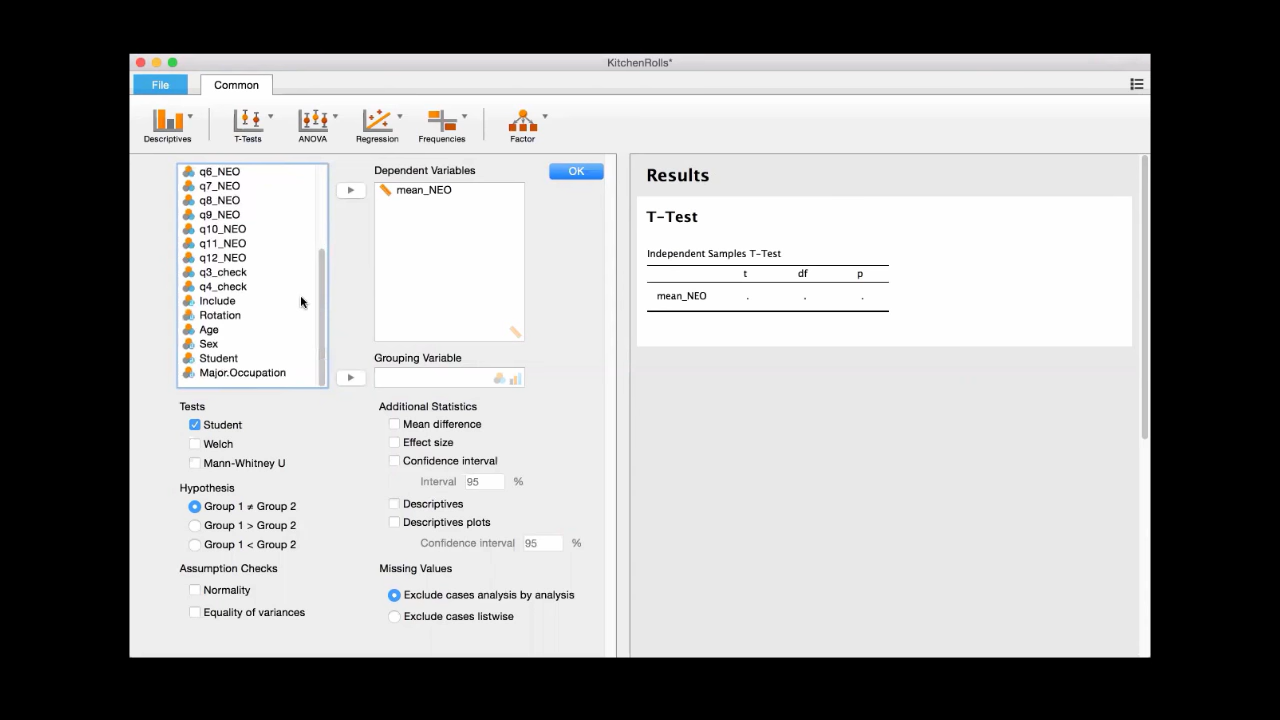 KitchenRolls*
File
Common
Descriptives
T-Tests
ANOVA
Regression
Frequencies
Factor
q6_NEO
q7_NEO
q8_NEO
q9_NEO
q10_NEO
q11_NEO
q12_NEO
q3_check
q4_check
Include
Rotation
Age
Sex
Student
Major.Occupation
Dependent Variables
mean_NEO
OK
Grouping Variable
Tests
Student
Welch
Mann-Whitney U
Hypothesis
Group 1 ≠ Group 2
Group 1 > Group 2
Group 1 < Group 2
Assumption Checks
Normality
Equality of variances
Additional Statistics
Mean difference
Effect size
Confidence interval
Interval 95 %
Descriptives
Descriptives plots
Confidence interval 95 %
Missing Values
Exclude cases analysis by analysis
Exclude cases listwise
Results
T-Test
Independent Samples T-Test
t df p
mean_NEO . . .